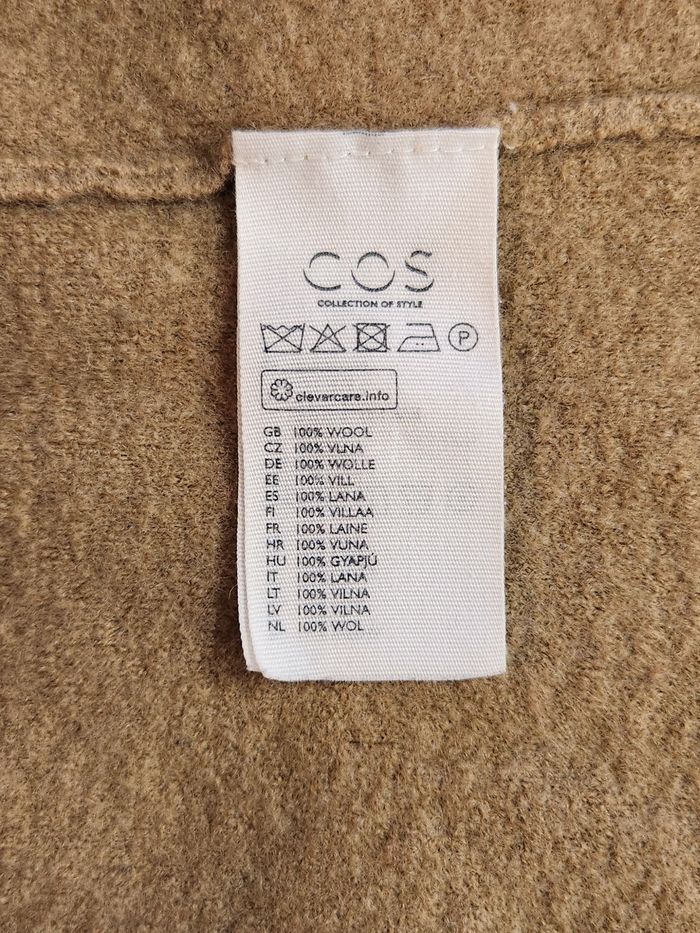 COS
COLLECTION OF STYLE
P
clevercare.info
GB 100% WOOL
CZ 100% VLNA
DE 100% WOLLE
EE 100% VILL
ES 100% LANA
FI 100% VILLAA
FR 100% LAINE
HR 100% VUNA
HU 100% GYAPJÚ
IT 100% LANA
LT 100% VILNA
LV 100% VILNA
NL 100% WOL